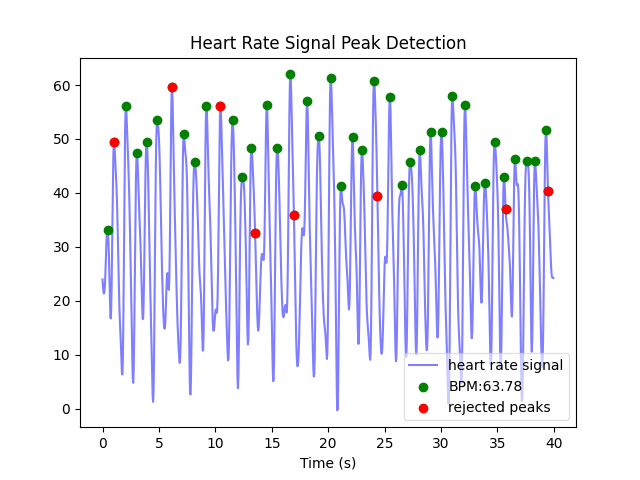 Heart Rate Signal Peak Detection
60
50
40
30
20
10
0
heart rate signal
BPM:63.78
rejected peaks
0 5 10 15 20 25 30 35 40
Time (s)